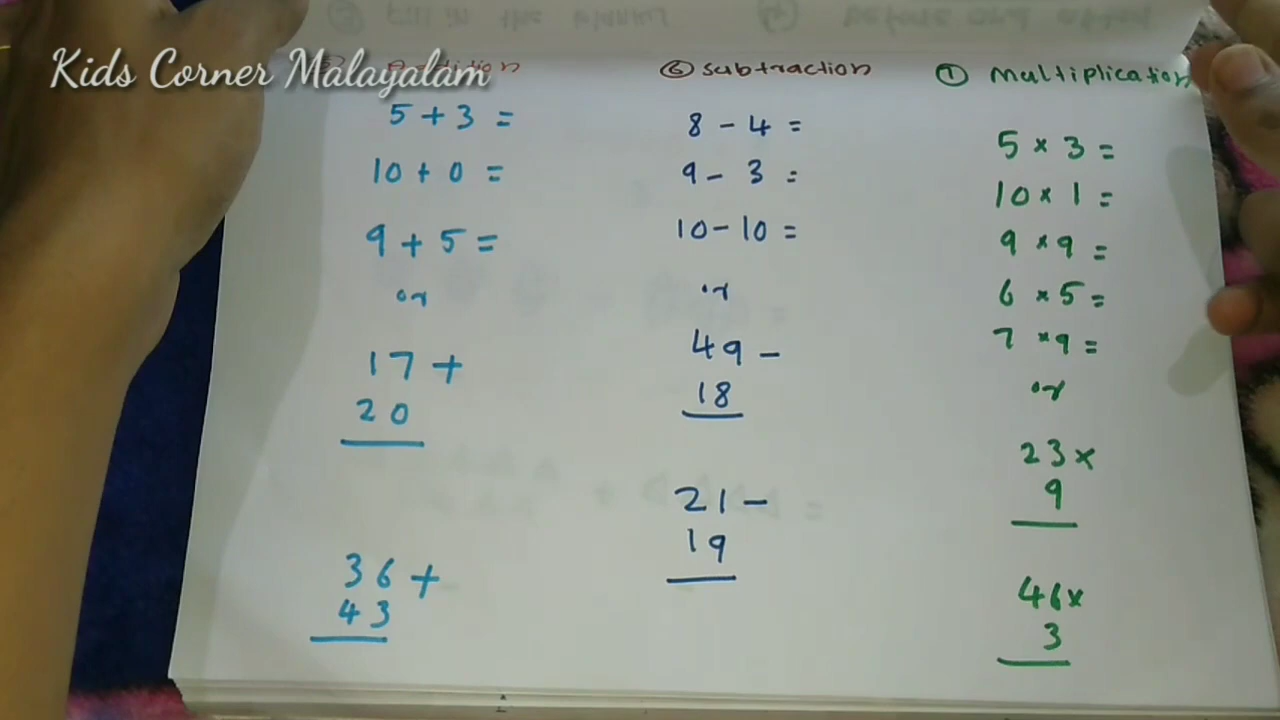 Kids Corner Malayalam
5 + 3 =
10 + 0 =
9 + 5 =
or
17 +
20
36 +
43
⑥ Subtraction
8 - 4 =
9 - 3 =
10 - 10 =
or
49 -
18
21 -
19
⑦ Multiplication
5 × 3 =
10 × 1 =
9 × 9 =
6 × 5 =
7 × 9 =
or
23 ×
9
46 ×
3